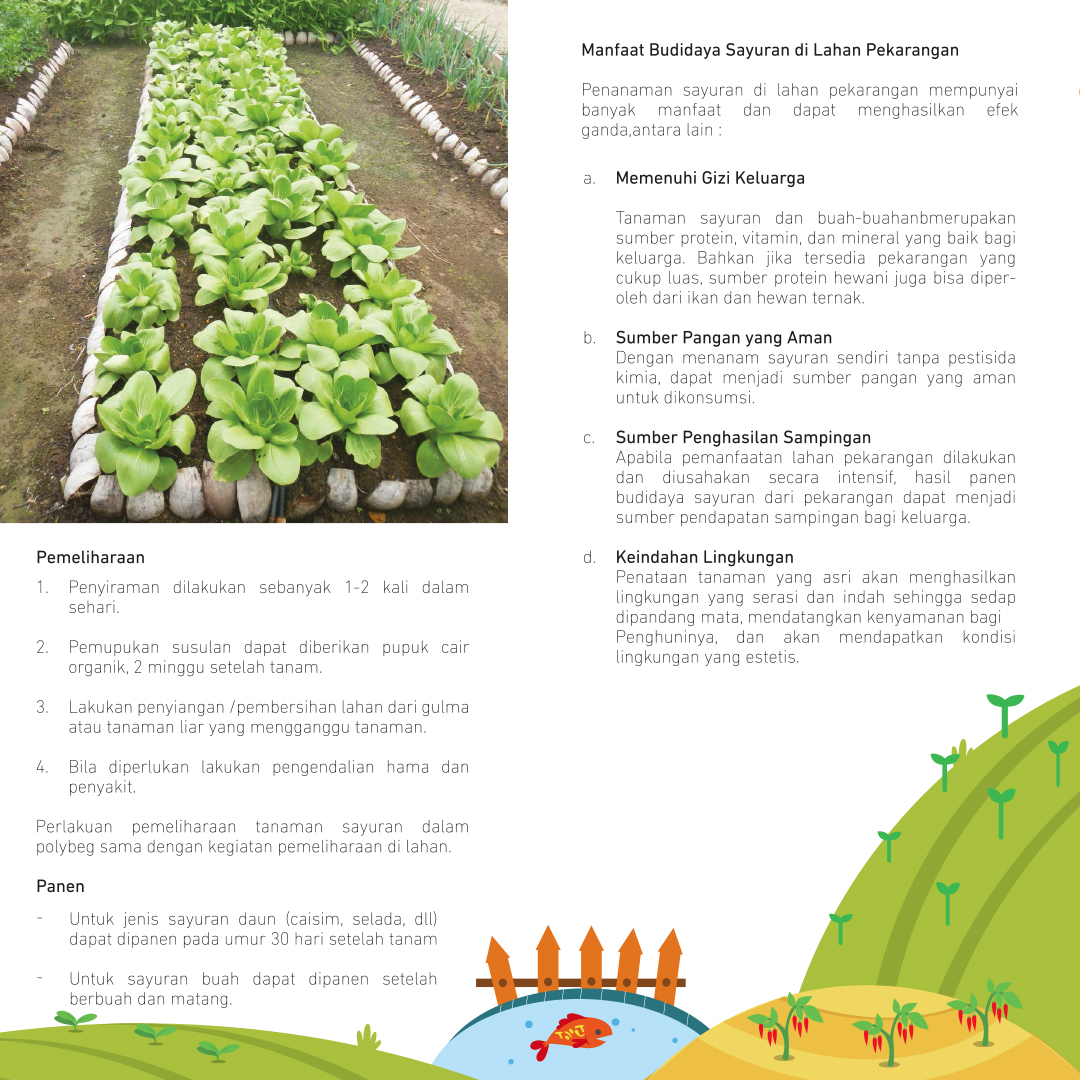 Pemeliharaan
1. Penyiraman dilakukan sebanyak 1-2 kali dalam
sehari.
2. Pemupukan susulan dapat diberikan pupuk cair
organik, 2 minggu setelah tanam.
3. Lakukan penyiangan /pembersihan lahan dari gulma
atau tanaman liar yang mengganggu tanaman.
4. Bila diperlukan lakukan pengendalian hama dan
penyakit.
Perlakuan pemeliharaan tanaman sayuran dalam
polybeg sama dengan kegiatan pemeliharaan di lahan.
Panen
- Untuk jenis sayuran daun (caisim, selada, dll)
dapat dipanen pada umur 30 hari setelah tanam
- Untuk sayuran buah dapat dipanen setelah
berbuah dan matang.
Manfaat Budidaya Sayuran di Lahan Pekarangan
Penanaman sayuran di lahan pekarangan mempunyai
banyak manfaat dan dapat menghasilkan efek
ganda,antara lain :
a. Memenuhi Gizi Keluarga
Tanaman sayuran dan buah-buahanbmerupakan
sumber protein, vitamin, dan mineral yang baik bagi
keluarga. Bahkan jika tersedia pekarangan yang
cukup luas, sumber protein hewani juga bisa diper-
oleh dari ikan dan hewan ternak.
b. Sumber Pangan yang Aman
Dengan menanam sayuran sendiri tanpa pestisida
kimia, dapat menjadi sumber pangan yang aman
untuk dikonsumsi.
c. Sumber Penghasilan Sampingan
Apabila pemanfaatan lahan pekarangan dilakukan
dan diusahakan secara intensif, hasil panen
budidaya sayuran dari pekarangan dapat menjadi
sumber pendapatan sampingan bagi keluarga.
d. Keindahan Lingkungan
Penataan tanaman yang asri akan menghasilkan
lingkungan yang serasi dan indah sehingga sedap
dipandang mata, mendatangkan kenyamanan bagi
Penghuninya, dan akan mendapatkan kondisi
lingkungan yang estetis.